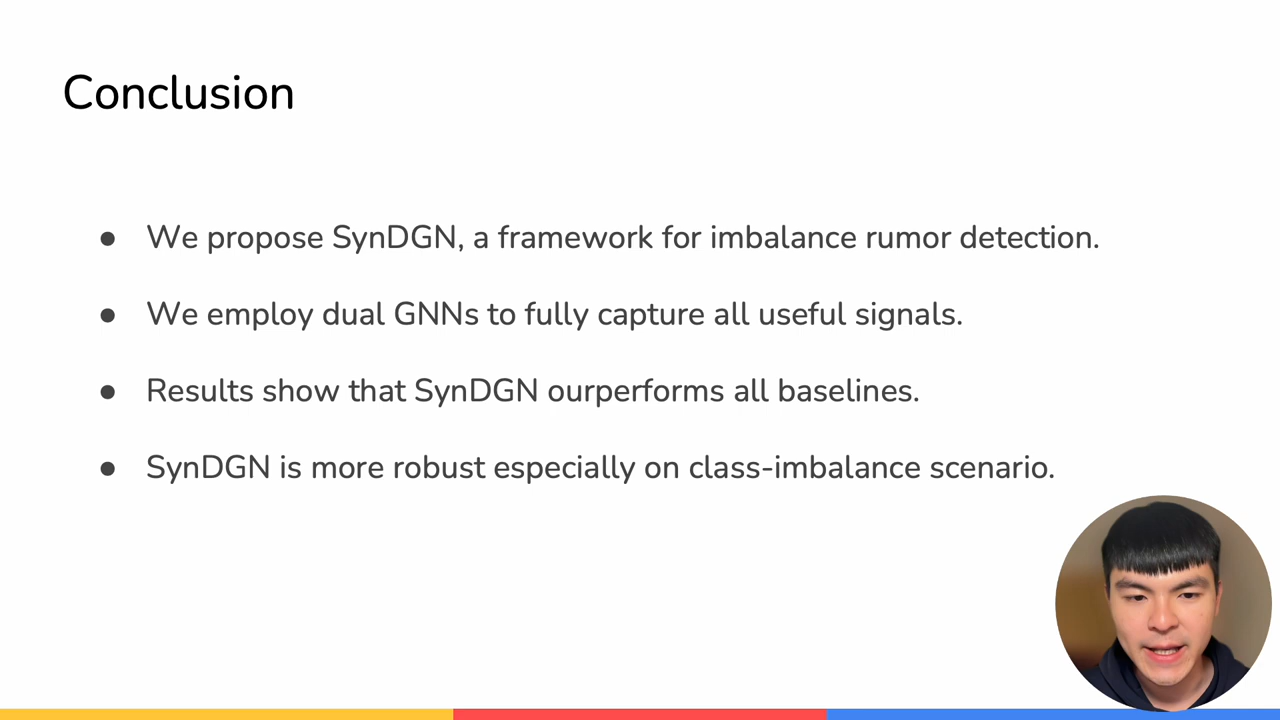 Conclusion
● We propose SynDGN, a framework for imbalance rumor detection.
● We employ dual GNNs to fully capture all useful signals.
● Results show that SynDGN ourperforms all baselines.
● SynDGN is more robust especially on class-imbalance scenario.